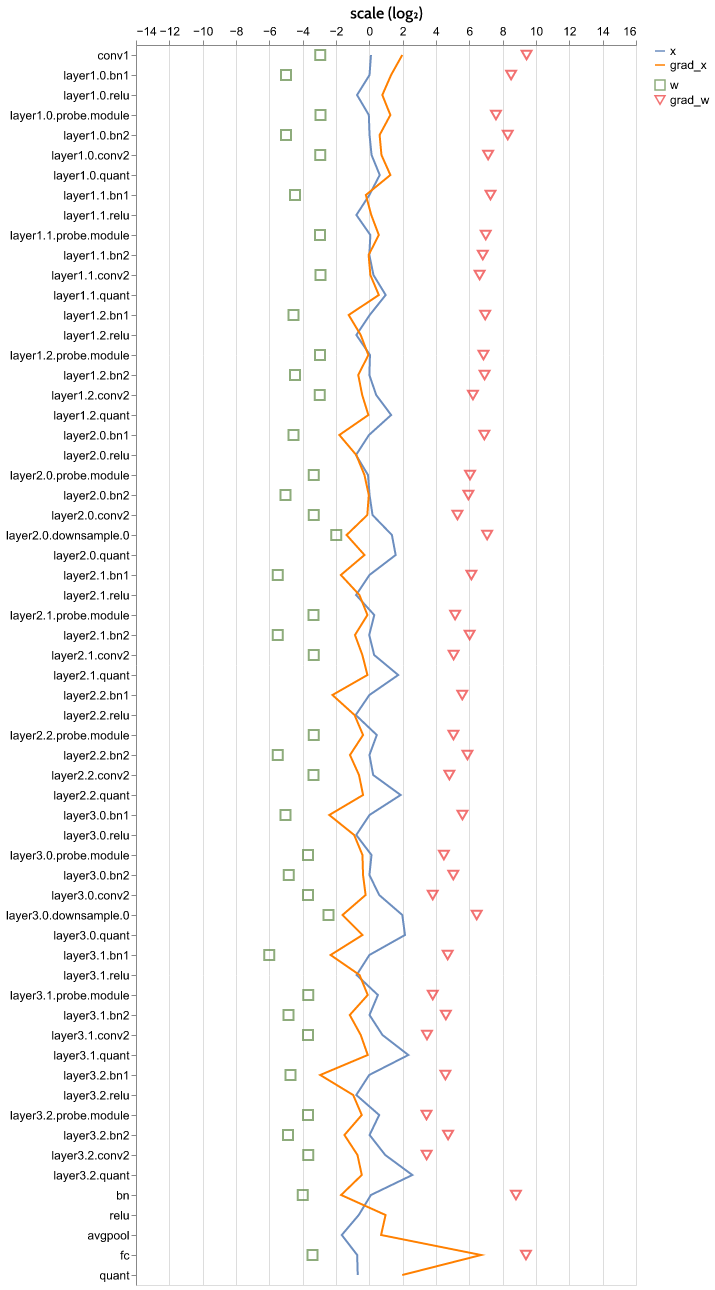 scale (log₂)
−14 −12 −10 −8 −6 −4 −2 0 2 4 6 8 10 12 14 16
x
grad_x
w
grad_w
conv1
layer1.0.bn1
layer1.0.relu
layer1.0.probe.module
layer1.0.bn2
layer1.0.conv2
layer1.0.quant
layer1.1.bn1
layer1.1.relu
layer1.1.probe.module
layer1.1.bn2
layer1.1.conv2
layer1.1.quant
layer1.2.bn1
layer1.2.relu
layer1.2.probe.module
layer1.2.bn2
layer1.2.conv2
layer1.2.quant
layer2.0.bn1
layer2.0.relu
layer2.0.probe.module
layer2.0.bn2
layer2.0.conv2
layer2.0.downsample.0
layer2.0.quant
layer2.1.bn1
layer2.1.relu
layer2.1.probe.module
layer2.1.bn2
layer2.1.conv2
layer2.1.quant
layer2.2.bn1
layer2.2.relu
layer2.2.probe.module
layer2.2.bn2
layer2.2.conv2
layer2.2.quant
layer3.0.bn1
layer3.0.relu
layer3.0.probe.module
layer3.0.bn2
layer3.0.conv2
layer3.0.downsample.0
layer3.0.quant
layer3.1.bn1
layer3.1.relu
layer3.1.probe.module
layer3.1.bn2
layer3.1.conv2
layer3.1.quant
layer3.2.bn1
layer3.2.relu
layer3.2.probe.module
layer3.2.bn2
layer3.2.conv2
layer3.2.quant
bn
relu
avgpool
fc
quant